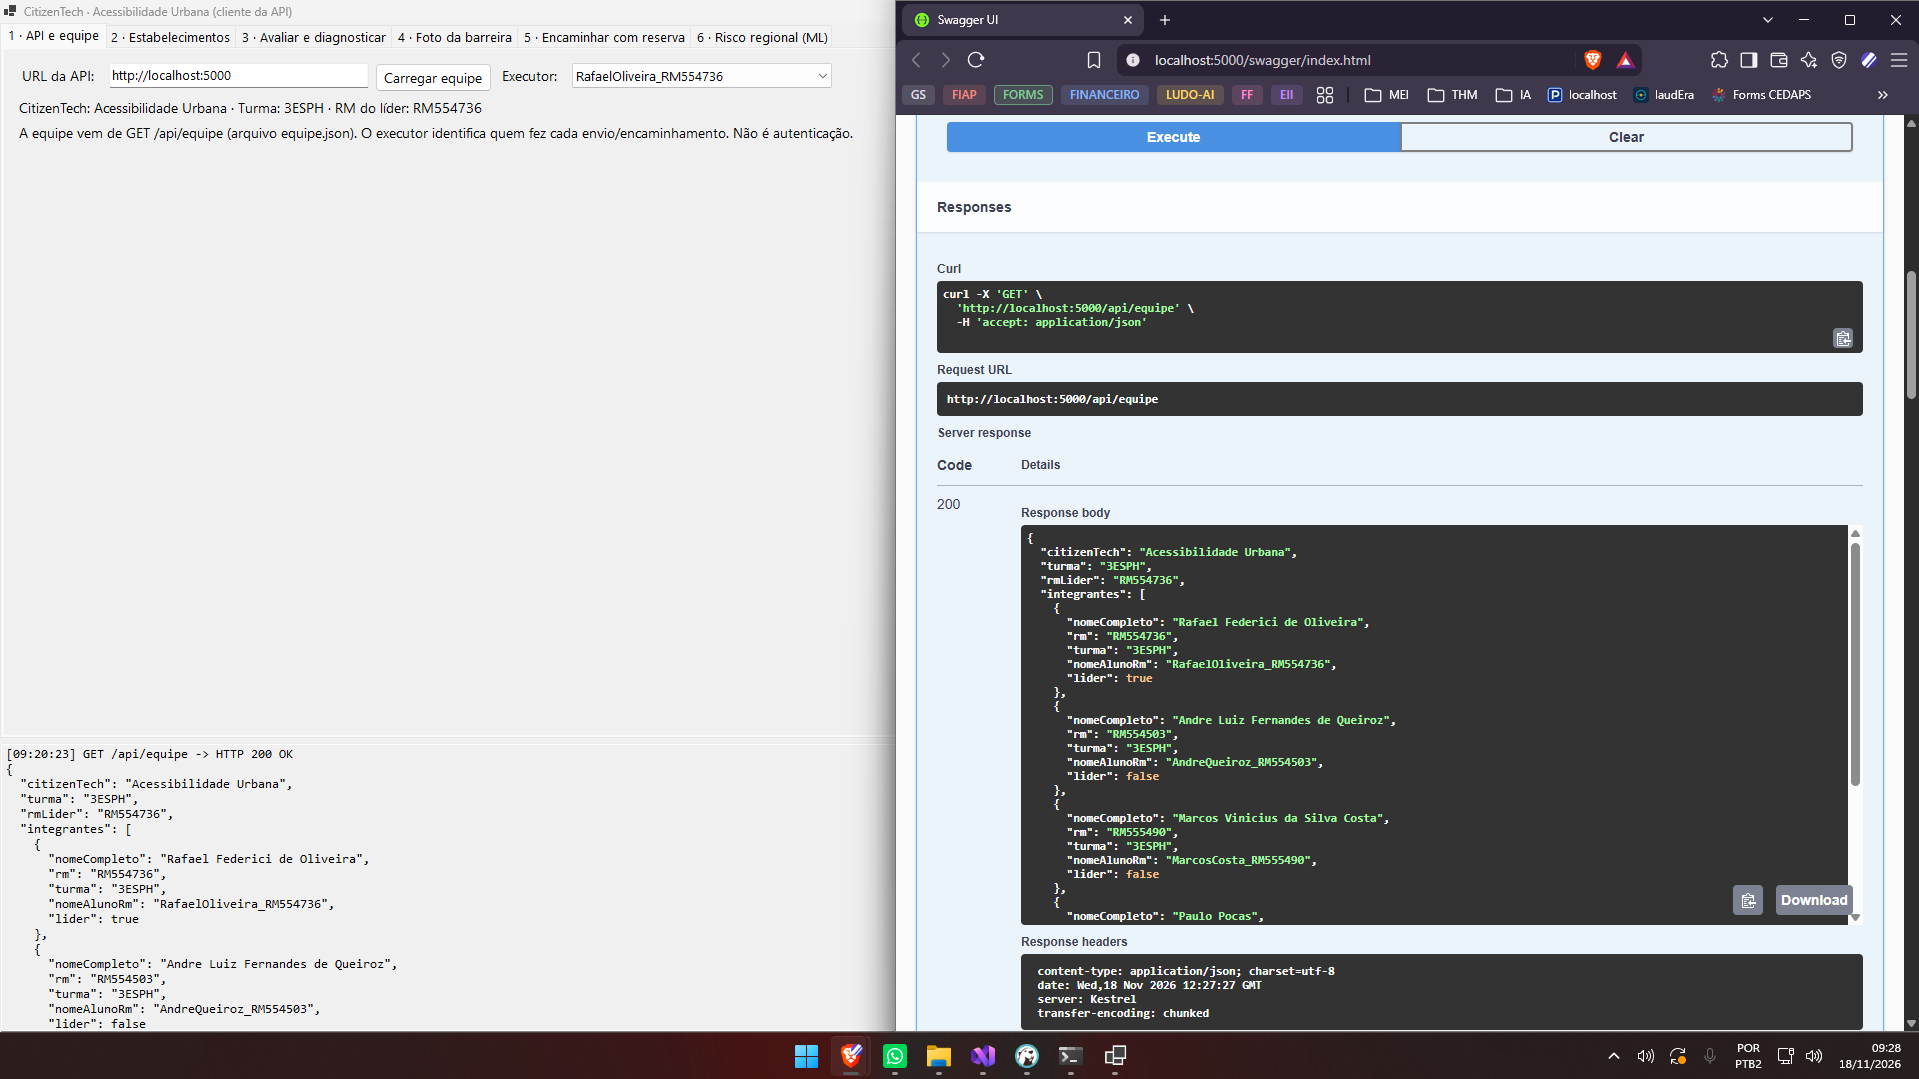 CitizenTech · Acessibilidade Urbana (cliente da API)
1 · API e equipe
2 · Estabelecimentos
3 · Avaliar e diagnosticar
4 · Foto da barreira
5 · Encaminhar com reserva
6 · Risco regional (ML)
URL da API:
http://localhost:5000
Carregar equipe
Executor:
RafaelOliveira_RM554736
CitizenTech: Acessibilidade Urbana · Turma: 3ESPH · RM do líder: RM554736
A equipe vem de GET /api/equipe (arquivo equipe.json). O executor identifica quem fez cada envio/encaminhamento. Não é autenticação.
[09:20:23] GET /api/equipe -> HTTP 200 OK
{
"citizenTech": "Acessibilidade Urbana",
"turma": "3ESPH",
"rmLider": "RM554736",
"integrantes": [
{
"nomeCompleto": "Rafael Federici de Oliveira",
"rm": "RM554736",
"turma": "3ESPH",
"nomeAlunoRm": "RafaelOliveira_RM554736",
"lider": true
},
{
"nomeCompleto": "Andre Luiz Fernandes de Queiroz",
"rm": "RM554503",
"turma": "3ESPH",
"nomeAlunoRm": "AndreQueiroz_RM554503",
"lider": false
Swagger UI
localhost:5000/swagger/index.html
GS
FIAP
FORMS
FINANCEIRO
LUDO-AI
FF
EII
MEI
THM
IA
localhost
laudEra
Forms CEDAPS
Execute
Clear
Responses
Curl
curl -X 'GET' \
'http://localhost:5000/api/equipe' \
-H 'accept: application/json'
Request URL
http://localhost:5000/api/equipe
Server response
Code
Details
200
Response body
{
"citizenTech": "Acessibilidade Urbana",
"turma": "3ESPH",
"rmLider": "RM554736",
"integrantes": [
{
"nomeCompleto": "Rafael Federici de Oliveira",
"rm": "RM554736",
"turma": "3ESPH",
"nomeAlunoRm": "RafaelOliveira_RM554736",
"lider": true
},
{
"nomeCompleto": "Andre Luiz Fernandes de Queiroz",
"rm": "RM554503",
"turma": "3ESPH",
"nomeAlunoRm": "AndreQueiroz_RM554503",
"lider": false
},
{
"nomeCompleto": "Marcos Vinicius da Silva Costa",
"rm": "RM555490",
"turma": "3ESPH",
"nomeAlunoRm": "MarcosCosta_RM555490",
"lider": false
},
{
"nomeCompleto": "Paulo Pocas",
Download
Response headers
content-type: application/json; charset=utf-8
date: Wed,18 Nov 2026 12:27:27 GMT
server: Kestrel
transfer-encoding: chunked
POR
PTB2
09:28
18/11/2026